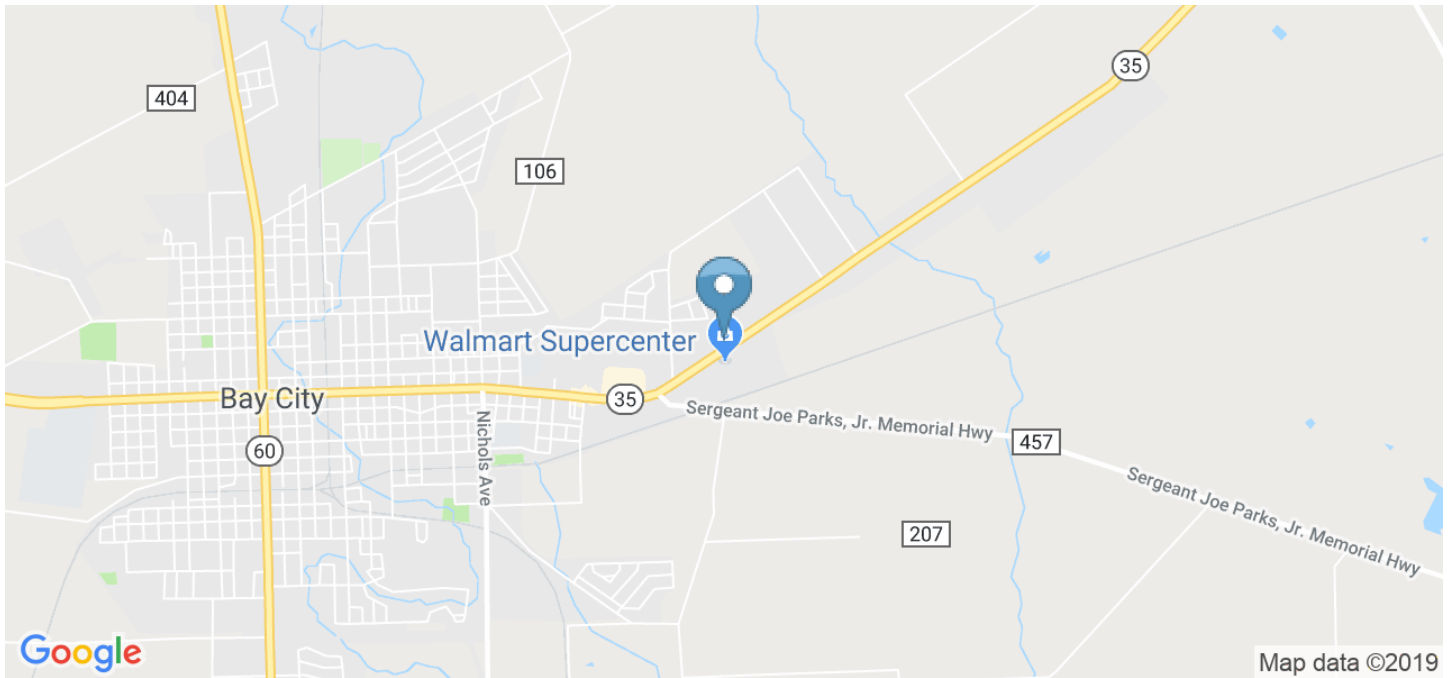 35
404
106
Walmart Supercenter
Bay City
35
Nichols Ave
Sergeant Joe Parks, Jr. Memorial Hwy
457
60
Sergeant Joe Parks, Jr. Memorial Hwy
207
Google
Map data ©2019